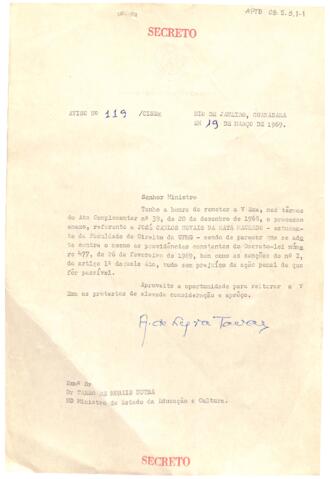 APTD 08.5.3,1-1
SECRETO
AVISO Nº 119 /CISEX
RIO DE JANEIRO, GUANABARA
EM 19 DE MARÇO DE 1969.
Senhor Ministro
Tenho a honra de remeter a V Exa, nos têrmos
do Ato Complementar nº 39, de 20 de dezembro de 1968, o processo
anexo, referente a JOSÉ CARLOS NOVAIS DA MATA MACHADO - estudan-
te da Faculdade de Direito da UFMG - sendo de parecer que se ado
te contra o mesmo as providências constantes do Decreto-lei núme
ro 477, de 26 de fevereiro de 1969, bem como as sanções do nº I,
do artigo 1º daquele Ato, tudo sem prejuízo da ação penal que
fôr passível.
Aproveito a oportunidade para reiterar a V
Exa os protestos de elevada consideração e aprêço.
A. de Lyra Tavares
Exmº Sr
Dr TARSO DE MORAIS DUTRA
MD Ministro de Estado da Educação e Cultura.
SECRETO